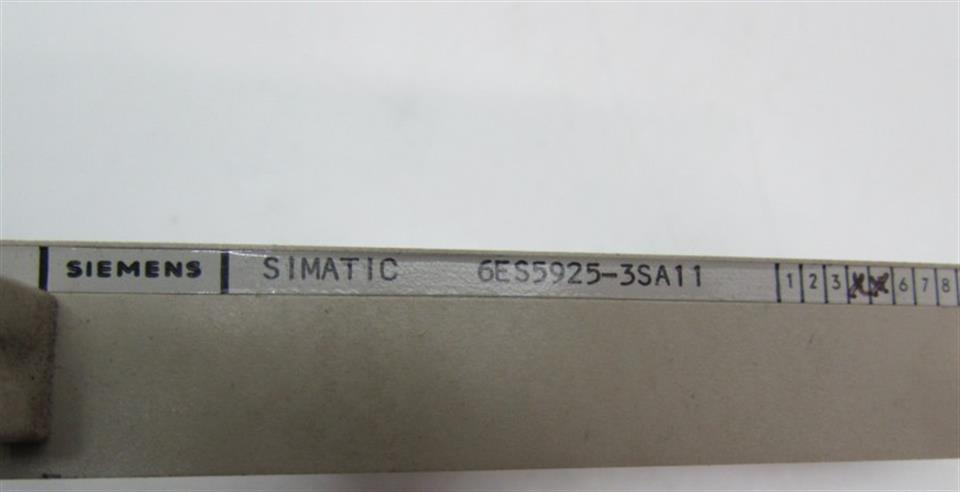 SIEMENS SIMATIC 6ES5925-3SA11 1 2 3 6 7 8